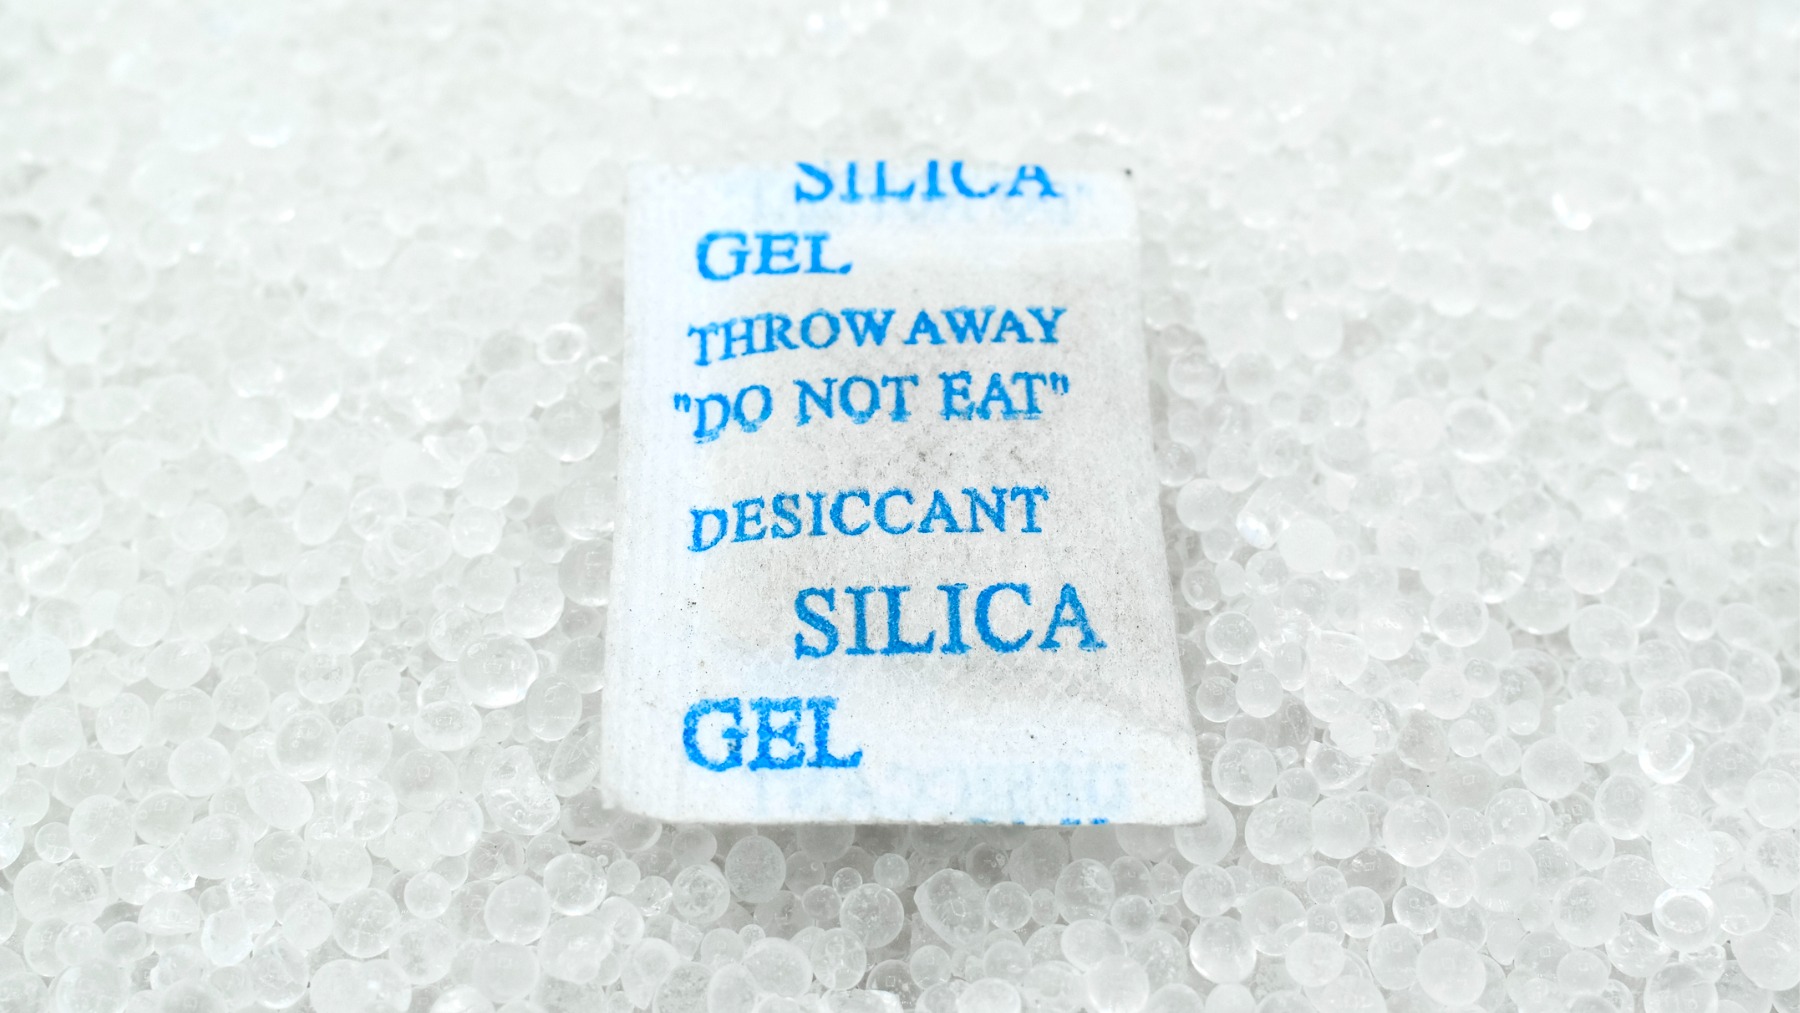 SILICA
GEL
THROW AWAY
"DO NOT EAT"
DESICCANT
SILICA
GEL